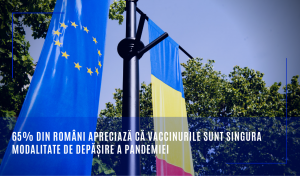 65% DIN ROMÂNI APRECIAZĂ CĂ VACCINURILE SUNT SINGURA
MODALITATE DE DEPĂȘIRE A PANDEMIEI